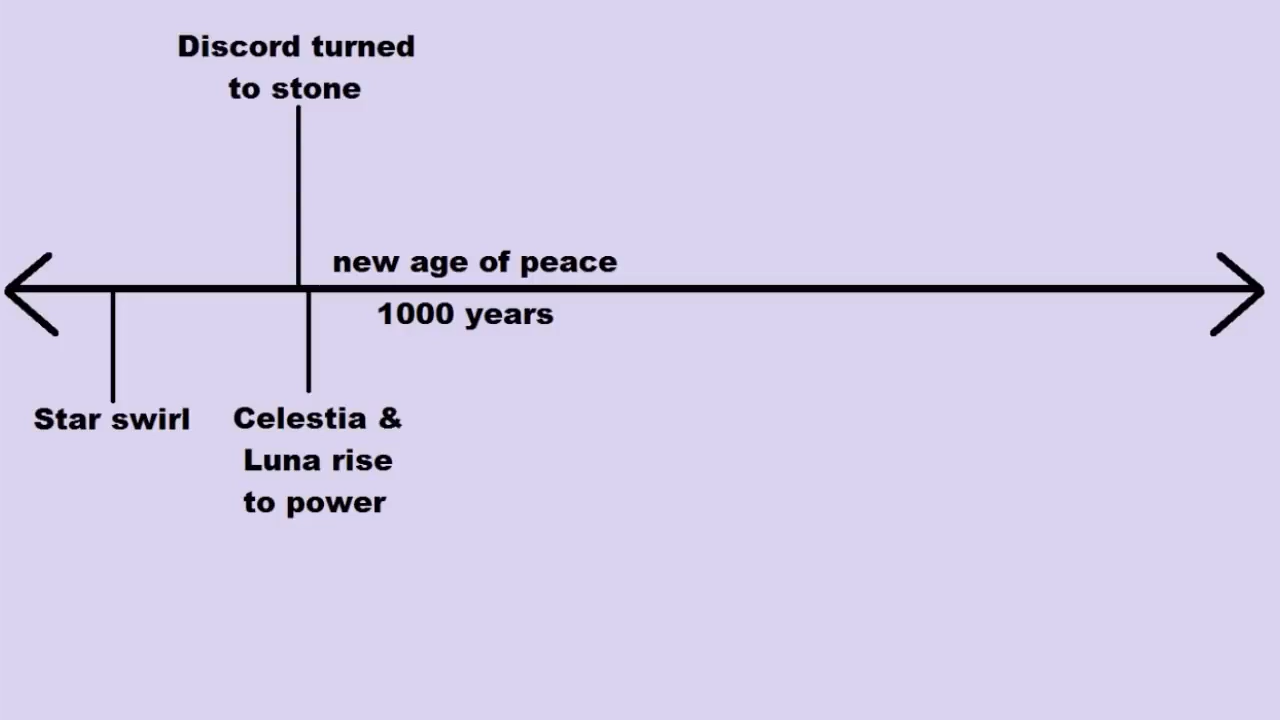 Discord turned
to stone
new age of peace
1000 years
Star swirl
Celestia &
Luna rise
to power